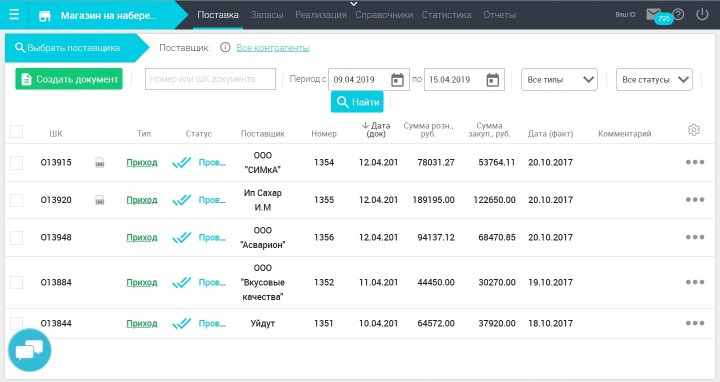 Магазин на набере...
Поставка
Запасы
Реализация
Справочники
Статистика
Отчеты
Ваш ID
795
Выбрать поставщика
Поставщик:
Все контрагенты
Создать документ
Номер или ШК документа
Период с
09.04.2019
по
15.04.2019
Все типы
Все статусы
Найти
ШК
Тип
Статус
Поставщик
Номер
Дата
(док)
Сумма розн.,
руб.
Сумма
закуп., руб.
Дата (факт)
Комментарий
013915 Приход Пров... ООО
"СИМкА"
1354 12.04.201 78031.27 53764.11 20.10.2017
013920 Приход Пров... Ип Сахар
И.М
1355 12.04.201 189195.00 122650.00 20.10.2017
013948 Приход Пров... ООО
"Асварион"
1356 12.04.201 94137.12 68470.85 20.10.2017
013884 Приход Пров... ООО
"Вкусовые
качества"
1352 11.04.201 44450.00 30270.00 19.10.2017
013844 Приход Пров... Уйдут 1351 10.04.201 64572.00 37920.00 18.10.2017